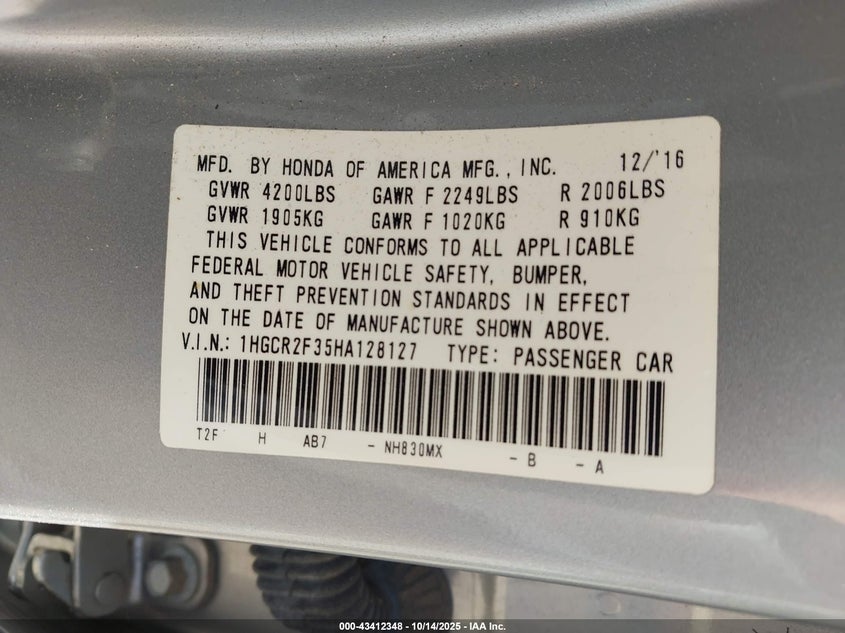 MFD. BY HONDA OF AMERICA MFG., INC. 12/'16
GVWR 4200LBS GAWR F 2249LBS R 2006LBS
GVWR 1905KG GAWR F 1020KG R 910KG
THIS VEHICLE CONFORMS TO ALL APPLICABLE
FEDERAL MOTOR VEHICLE SAFETY, BUMPER,
AND THEFT PREVENTION STANDARDS IN EFFECT
ON THE DATE OF MANUFACTURE SHOWN ABOVE.
V.I.N.: 1HGCR2F35HA128127 TYPE: PASSENGER CAR
T2F H AB7 - NH830MX - B - A
000-43412348 | 10/14/2025 - IAA Inc.